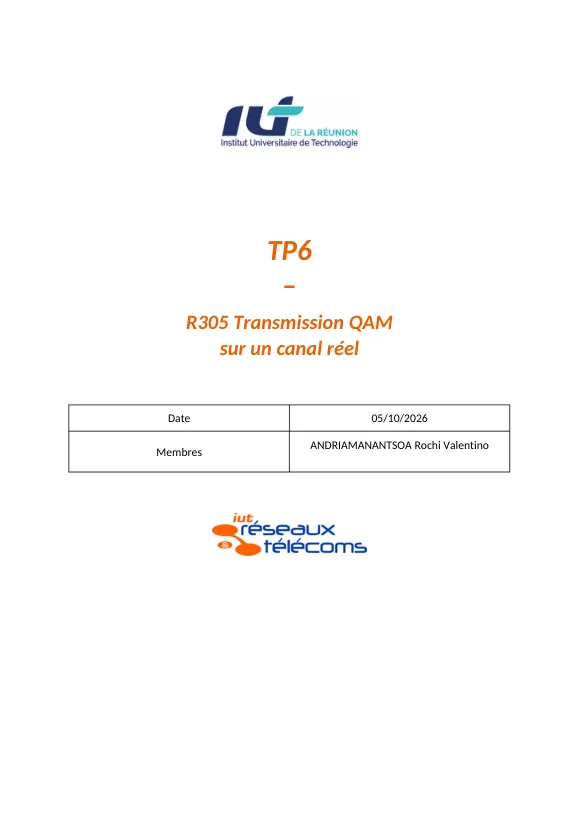 iut
DE LA RÉUNION
Institut Universitaire de Technologie
TP6
–
R305 Transmission QAM
sur un canal réel
Date
05/10/2026
Membres
ANDRIAMANANTSOA Rochi Valentino
iut
réseaux
&
télécoms